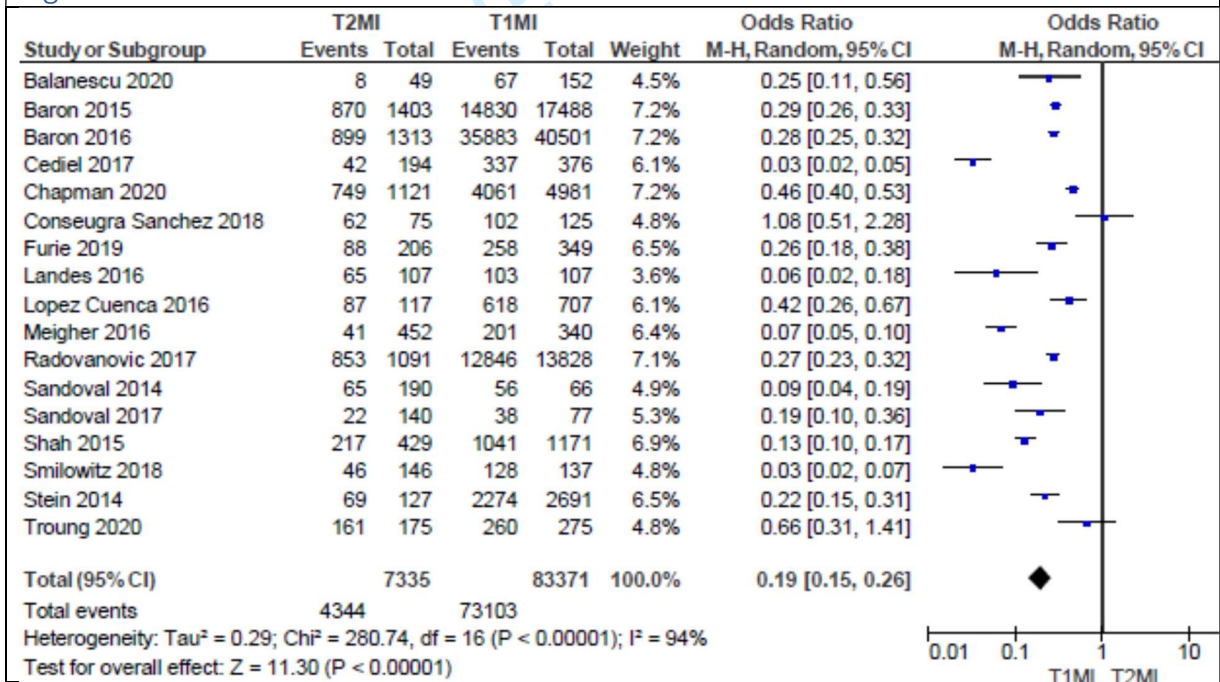 T2MI T1MI Odds Ratio Odds Ratio
Study or Subgroup Events Total Events Total Weight M-H, Random, 95% CI M-H, Random, 95% CI
Balanescu 2020 8 49 67 152 4.5% 0.25 [0.11, 0.56]
Baron 2015 870 1403 14830 17488 7.2% 0.29 [0.26, 0.33]
Baron 2016 899 1313 35883 40501 7.2% 0.28 [0.25, 0.32]
Cediel 2017 42 194 337 376 6.1% 0.03 [0.02, 0.05]
Chapman 2020 749 1121 4061 4981 7.2% 0.46 [0.40, 0.53]
Conseugra Sanchez 2018 62 75 102 125 4.8% 1.08 [0.51, 2.28]
Furie 2019 88 206 258 349 6.5% 0.26 [0.18, 0.38]
Landes 2016 65 107 103 107 3.6% 0.06 [0.02, 0.18]
Lopez Cuenca 2016 87 117 618 707 6.1% 0.42 [0.26, 0.67]
Meigher 2016 41 452 201 340 6.4% 0.07 [0.05, 0.10]
Radovanovic 2017 853 1091 12846 13828 7.1% 0.27 [0.23, 0.32]
Sandoval 2014 65 190 56 66 4.9% 0.09 [0.04, 0.19]
Sandoval 2017 22 140 38 77 5.3% 0.19 [0.10, 0.36]
Shah 2015 217 429 1041 1171 6.9% 0.13 [0.10, 0.17]
Smilowitz 2018 46 146 128 137 4.8% 0.03 [0.02, 0.07]
Stein 2014 69 127 2274 2691 6.5% 0.22 [0.15, 0.31]
Troung 2020 161 175 260 275 4.8% 0.66 [0.31, 1.41]
Total (95% CI) 7335 83371 100.0% 0.19 [0.15, 0.26]
Total events 4344 73103
Heterogeneity: Tau² = 0.29; Chi² = 280.74, df = 16 (P < 0.00001); I² = 94%
Test for overall effect: Z = 11.30 (P < 0.00001)
0.01 0.1 1 10
T1MI T2MI